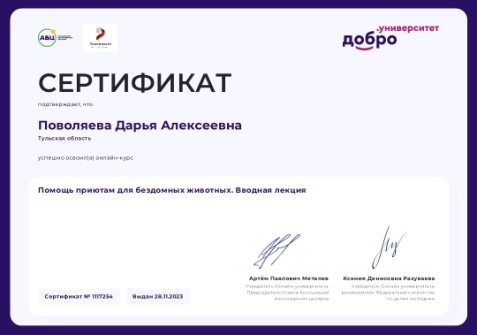 АВЦ
Росмолодёжь
добро.университет
СЕРТИФИКАТ
подтверждает, что
Поволяева Дарья Алексеевна
Тульская область
успешно освоил(а) онлайн-курс
Помощь приютам для бездомных животных. Вводная лекция
Артём Павлович Метелев
Учредитель Онлайн-университета,
Председатель Совета Ассоциации
волонтерских центров
Ксения Денисовна Разуваева
Учредитель Онлайн-университета,
руководитель Федерального агентства
по делам молодежи
Сертификат № 1117254
Выдан 28.11.2023